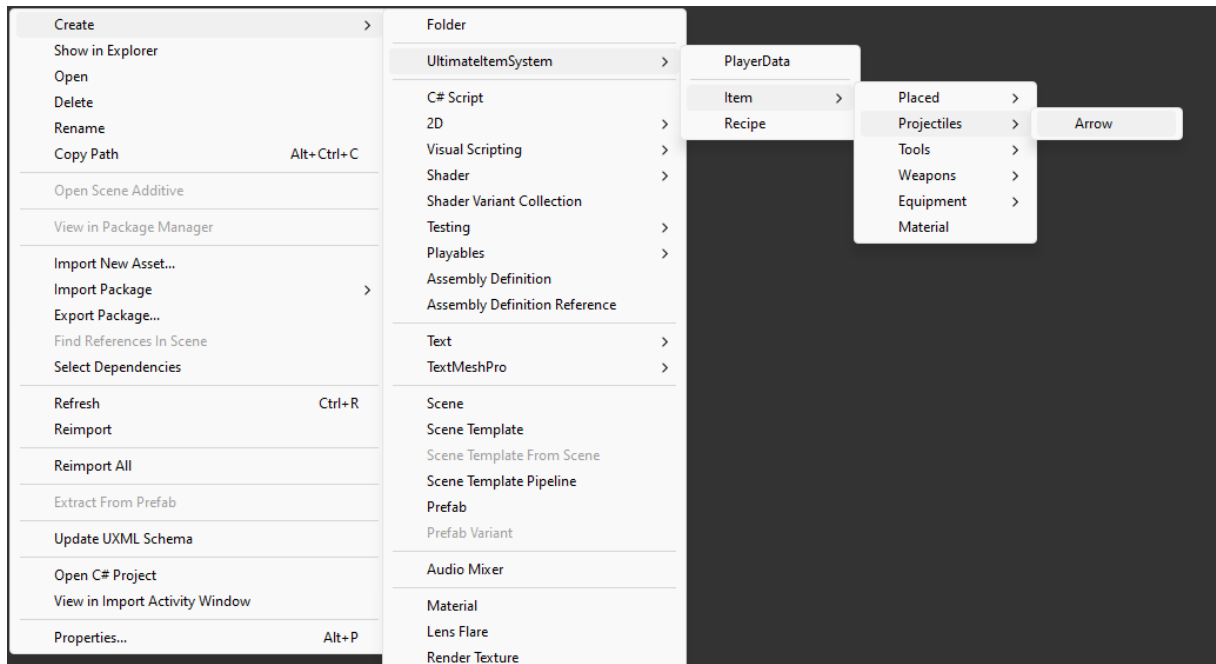 Create >
Show in Explorer
Open
Delete
Rename
Copy Path Alt+Ctrl+C
Open Scene Additive
View in Package Manager
Import New Asset...
Import Package >
Export Package...
Find References In Scene
Select Dependencies
Refresh Ctrl+R
Reimport
Reimport All
Extract From Prefab
Update UXML Schema
Open C# Project
View in Import Activity Window
Properties... Alt+P
Folder
UltimateItemSystem >
C# Script
2D >
Visual Scripting >
Shader >
Shader Variant Collection
Testing >
Playables >
Assembly Definition
Assembly Definition Reference
Text >
TextMeshPro >
Scene
Scene Template
Scene Template From Scene
Scene Template Pipeline
Prefab
Prefab Variant
Audio Mixer
Material
Lens Flare
Render Texture
PlayerData
Item >
Recipe
Placed >
Projectiles >
Tools >
Weapons >
Equipment >
Material
Arrow